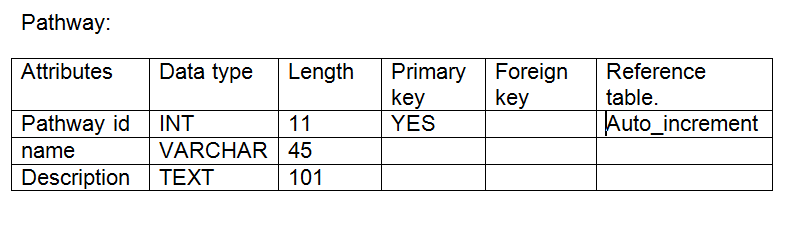 Pathway:
Attributes Data type Length Primary key Foreign key Reference table.
Pathway id INT 11 YES Auto_increment
name VARCHAR 45
Description TEXT 101